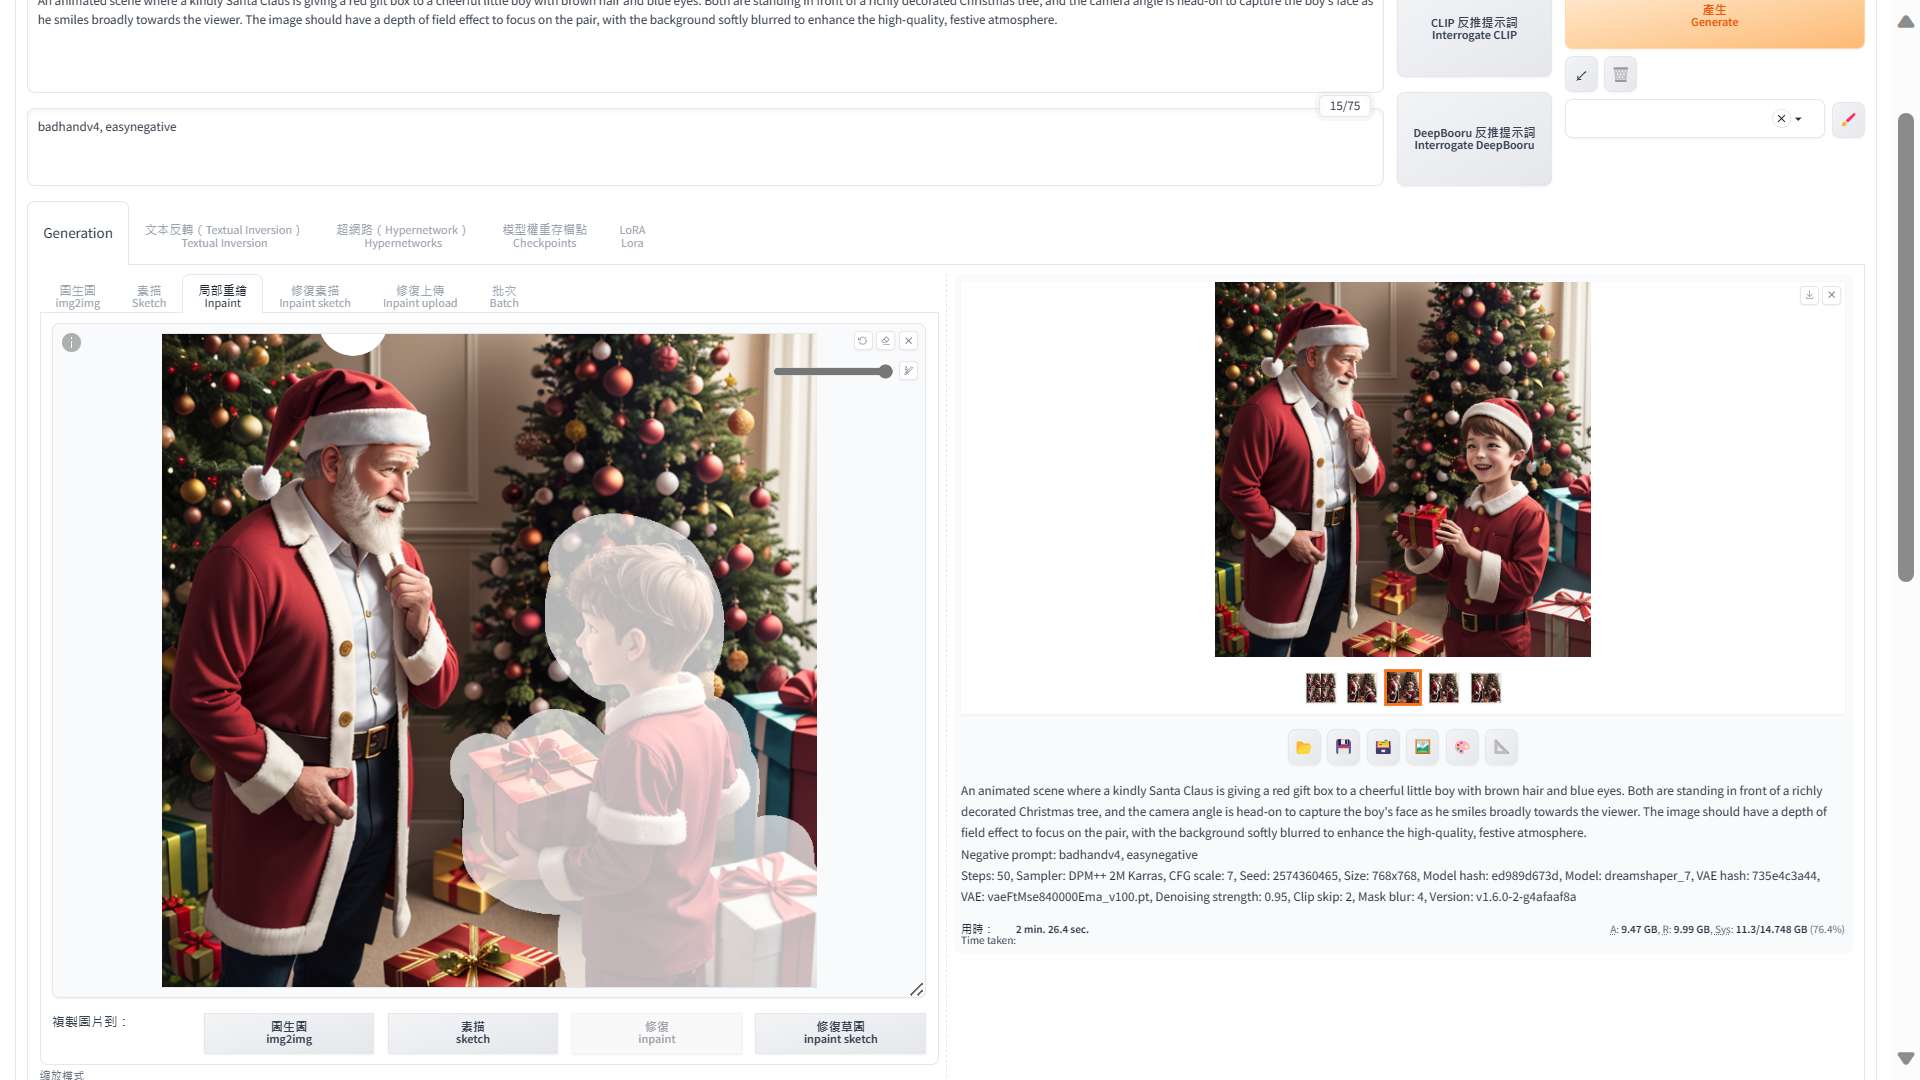 An animated scene where a kindly Santa Claus is giving a red gift box to a cheerful little boy with brown hair and blue eyes. Both are standing in front of a richly decorated Christmas tree, and the camera angle is head-on to capture the boy's face as
he smiles broadly towards the viewer. The image should have a depth of field effect to focus on the pair, with the background softly blurred to enhance the high-quality, festive atmosphere.
CLIP 反推提示詞
Interrogate CLIP
產生
Generate
15/75
badhandv4, easynegative
DeepBooru 反推提示詞
Interrogate DeepBooru
Generation
文本反轉 ( Textual Inversion )
Textual Inversion
超網路 ( Hypernetwork )
Hypernetworks
模型權重存檔點
Checkpoints
LoRA
Lora
圖生圖
img2img
素描
Sketch
局部重繪
Inpaint
修復素描
Inpaint sketch
修復上傳
Inpaint upload
批次
Batch
An animated scene where a kindly Santa Claus is giving a red gift box to a cheerful little boy with brown hair and blue eyes. Both are standing in front of a richly
decorated Christmas tree, and the camera angle is head-on to capture the boy's face as he smiles broadly towards the viewer. The image should have a depth of
field effect to focus on the pair, with the background softly blurred to enhance the high-quality, festive atmosphere.
Negative prompt: badhandv4, easynegative
Steps: 50, Sampler: DPM++ 2M Karras, CFG scale: 7, Seed: 2574360465, Size: 768x768, Model hash: ed989d673d, Model: dreamshaper_7, VAE hash: 735e4c3a44,
VAE: vaeFtMse840000Ema_v100.pt, Denoising strength: 0.95, Clip skip: 2, Mask blur: 4, Version: v1.6.0-2-g4afaaf8a
用時：
Time taken:
2 min. 26.4 sec.
A: 9.47 GB, R: 9.99 GB, Sys: 11.3/14.748 GB (76.4%)
複製圖片到：
圖生圖
img2img
素描
sketch
修復
inpaint
修復草圖
inpaint sketch
縮放模式